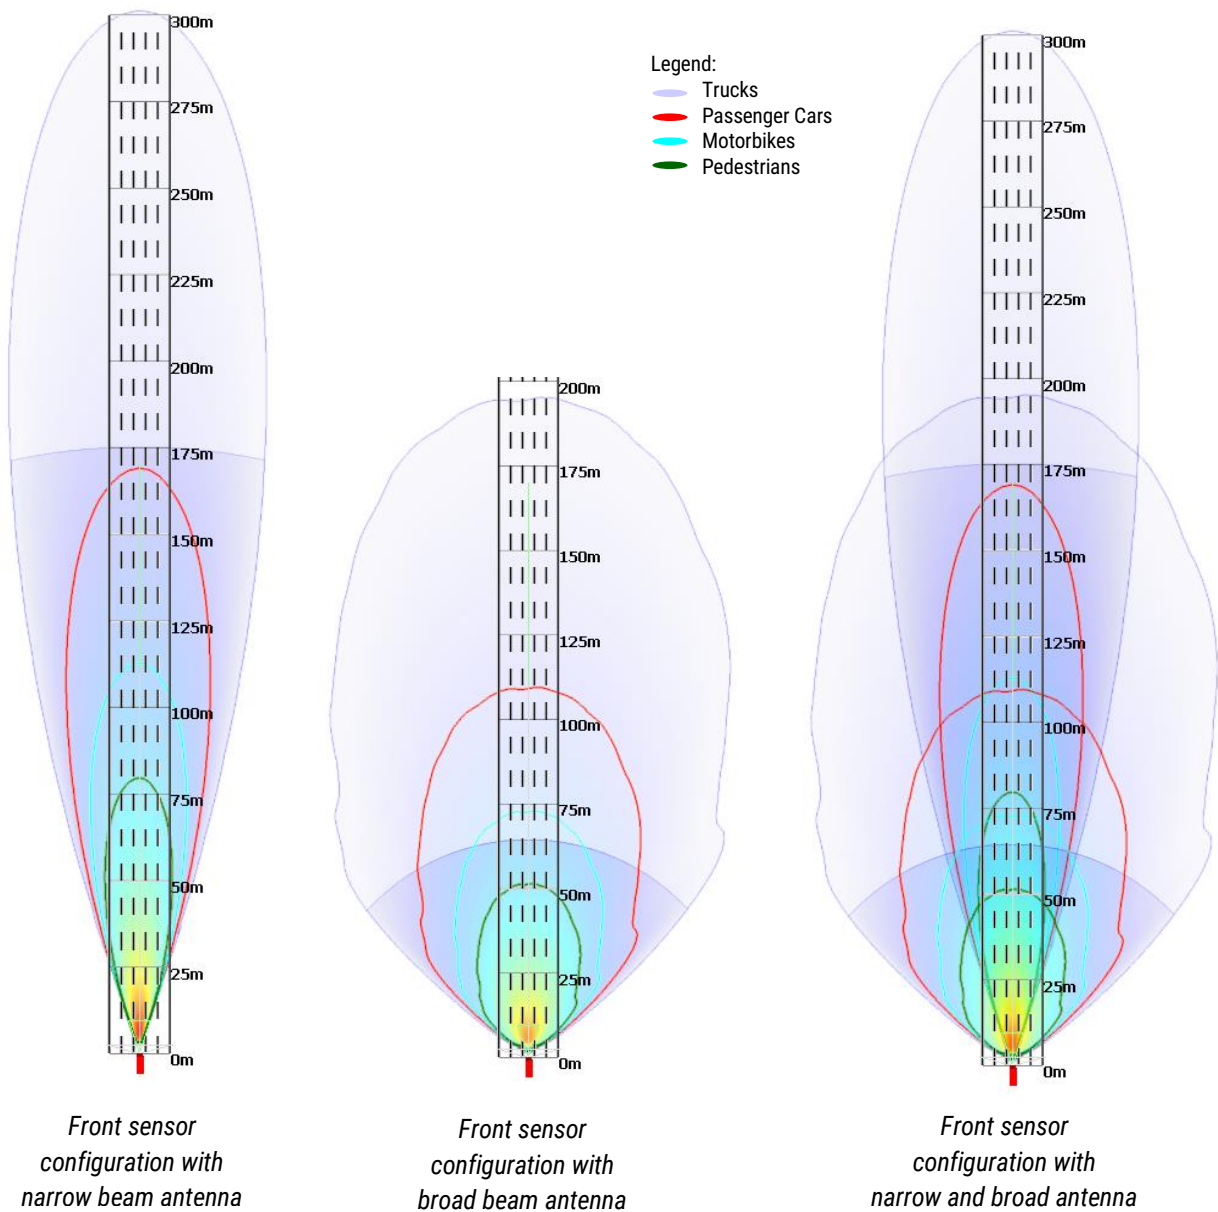 300m
275m
250m
225m
200m
175m
150m
125m
100m
75m
50m
25m
0m
Front sensor
configuration with
narrow beam antenna
200m
175m
150m
125m
100m
75m
50m
25m
0m
Front sensor
configuration with
broad beam antenna
Legend:
Trucks
Passenger Cars
Motorbikes
Pedestrians
300m
275m
250m
225m
200m
175m
150m
125m
100m
75m
50m
25m
0m
Front sensor
configuration with
narrow and broad antenna